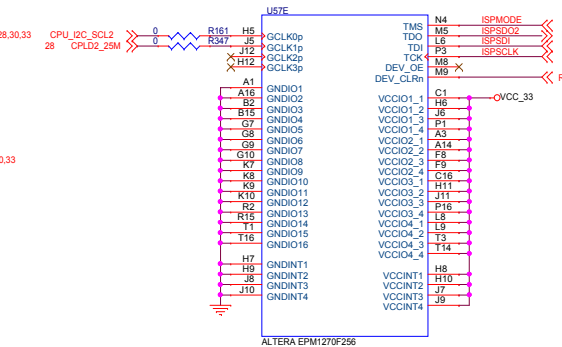 U57E
28,30,33 CPU_I2C_SCL2 0 R161 H5 GCLK0p
28 CPLD2_25M 0 R347 J5 GCLK1p
J12 GCLK2p
H12 GCLK3p
TMS N4 ISPMODE
TDO M5 ISPSDO2
TDI L6 ISPSDI
TCK P3 ISPSCLK
DEV_OE M8
DEV_CLRn M9
A1 GNDIO1
A16 GNDIO2
B2 GNDIO3
B15 GNDIO4
G7 GNDIO5
G8 GNDIO6
G9 GNDIO7
G10 GNDIO8
K7 GNDIO9
K8 GNDIO10
K9 GNDIO11
K10 GNDIO12
R2 GNDIO13
R15 GNDIO14
T1 GNDIO15
T16 GNDIO16
H7 GNDINT1
H9 GNDINT2
J8 GNDINT3
J10 GNDINT4
VCCIO1_1 C1 VCC_33
VCCIO1_2 H6
VCCIO1_3 J6
VCCIO1_4 P1
VCCIO2_1 A3
VCCIO2_2 A14
VCCIO2_3 F8
VCCIO2_4 F9
VCCIO3_1 C16
VCCIO3_2 H11
VCCIO3_3 J11
VCCIO3_4 P16
VCCIO4_1 L8
VCCIO4_2 L9
VCCIO4_3 T3
VCCIO4_4 T14
VCCINT1 H8
VCCINT2 H10
VCCINT3 J7
VCCINT4 J9
0,33
ALTERA EPM1270F256